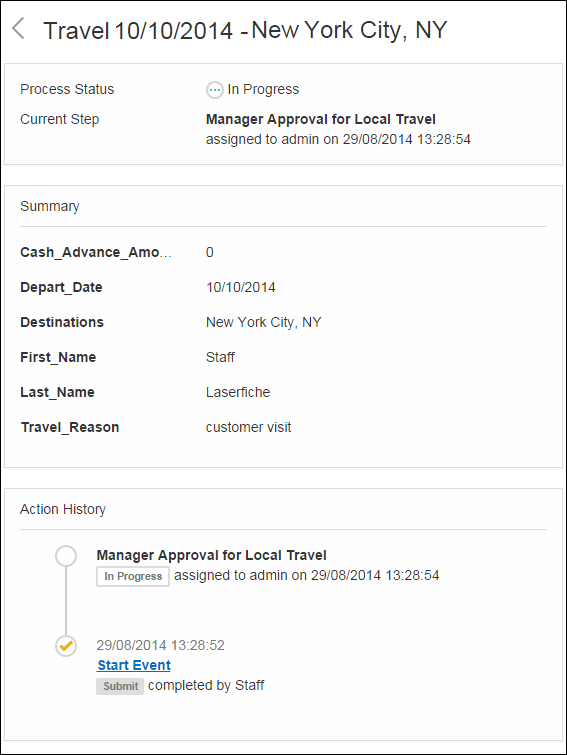 Travel 10/10/2014 - New York City, NY
Process Status In Progress
Current Step Manager Approval for Local Travel
assigned to admin on 29/08/2014 13:28:54
Summary
Cash_Advance_Amo... 0
Depart_Date 10/10/2014
Destinations New York City, NY
First_Name Staff
Last_Name Laserfiche
Travel_Reason customer visit
Action History
Manager Approval for Local Travel
In Progress assigned to admin on 29/08/2014 13:28:54
29/08/2014 13:28:52
Start Event
Submit completed by Staff